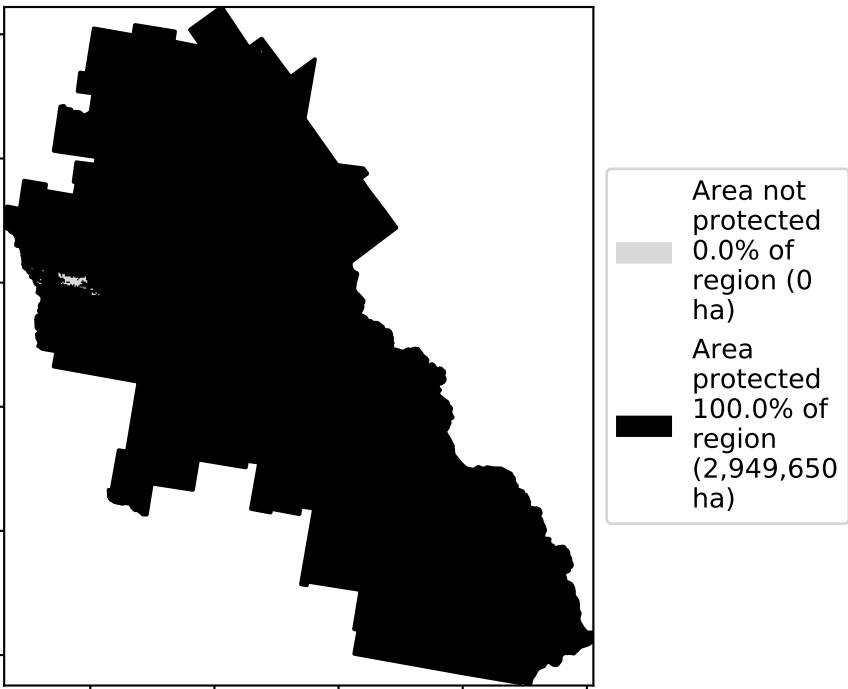 Area not
protected
0.0% of
region (0
ha)
Area
protected
100.0% of
region
(2,949,650
ha)